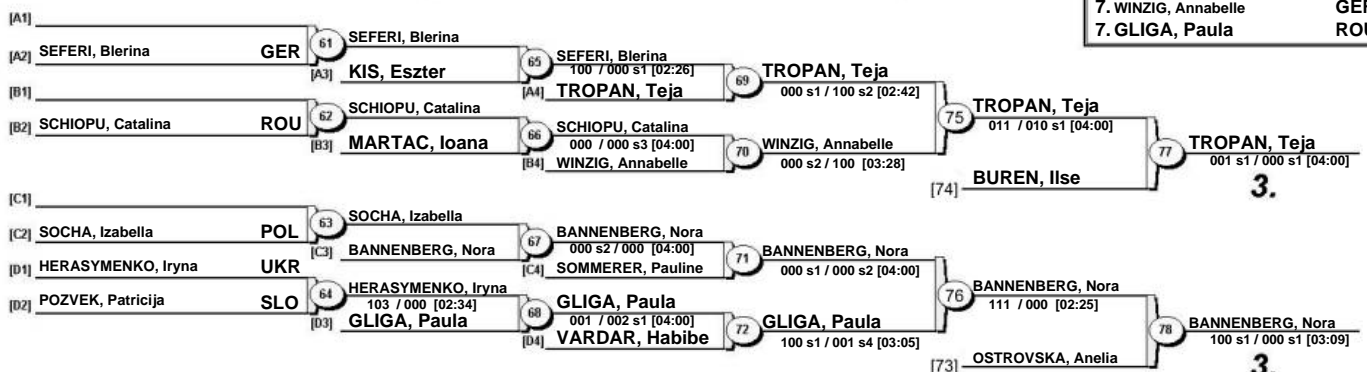 7. WINZIG, Annabelle GER
7. GLIGA, Paula ROU
[A1]
[A2] SEFERI, Blerina GER
61 SEFERI, Blerina
[A3] KIS, Eszter
65 SEFERI, Blerina
100 / 000 s1 [02:26]
[A4] TROPAN, Teja
69 TROPAN, Teja
000 s1 / 100 s2 [02:42]
[B1]
[B2] SCHIOPU, Catalina ROU
62 SCHIOPU, Catalina
[B3] MARTAC, Ioana
66 SCHIOPU, Catalina
000 / 000 s3 [04:00]
[B4] WINZIG, Annabelle
70 WINZIG, Annabelle
000 s2 / 100 [03:28]
75 TROPAN, Teja
011 / 010 s1 [04:00]
[74] BUREN, Ilse
77 TROPAN, Teja
001 s1 / 000 s1 [04:00]
3.
[C1]
[C2] SOCHA, Izabella POL
63 SOCHA, Izabella
[C3] BANNENBERG, Nora
67 BANNENBERG, Nora
000 s2 / 000 [04:00]
[C4] SOMMERER, Pauline
71 BANNENBERG, Nora
000 s1 / 000 s2 [04:00]
[D1] HERASYMENKO, Iryna UKR
[D2] POZVEK, Patricija SLO
64 HERASYMENKO, Iryna
103 / 000 [02:34]
[D3] GLIGA, Paula
68 GLIGA, Paula
001 / 002 s1 [04:00]
[D4] VARDAR, Habibe
72 GLIGA, Paula
100 s1 / 001 s4 [03:05]
76 BANNENBERG, Nora
111 / 000 [02:25]
[73] OSTROVSKA, Anelia
78 BANNENBERG, Nora
100 s1 / 000 s1 [03:09]
3.